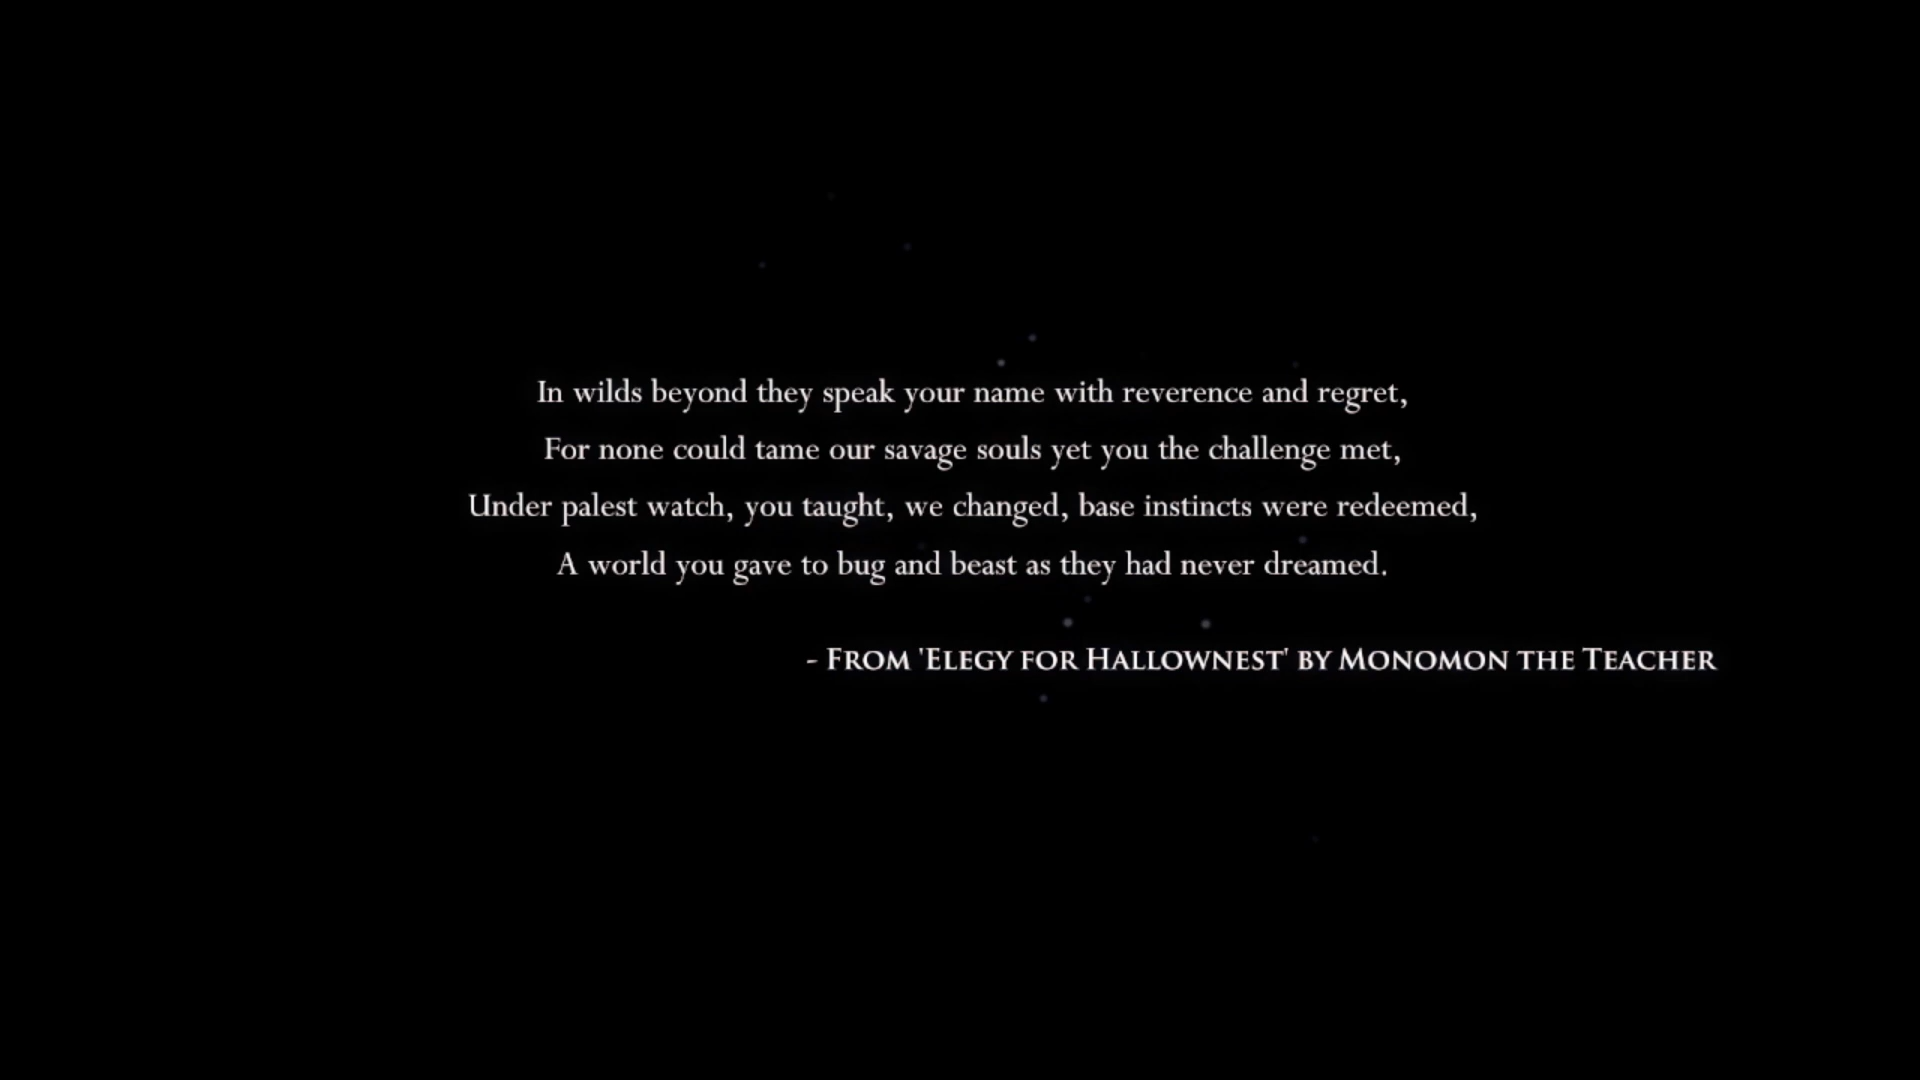 In wilds beyond they speak your name with reverence and regret,
For none could tame our savage souls yet you the challenge met,
Under palest watch, you taught, we changed, base instincts were redeemed,
A world you gave to bug and beast as they had never dreamed.
- From 'Elegy for Hallownest' by Monomon the Teacher